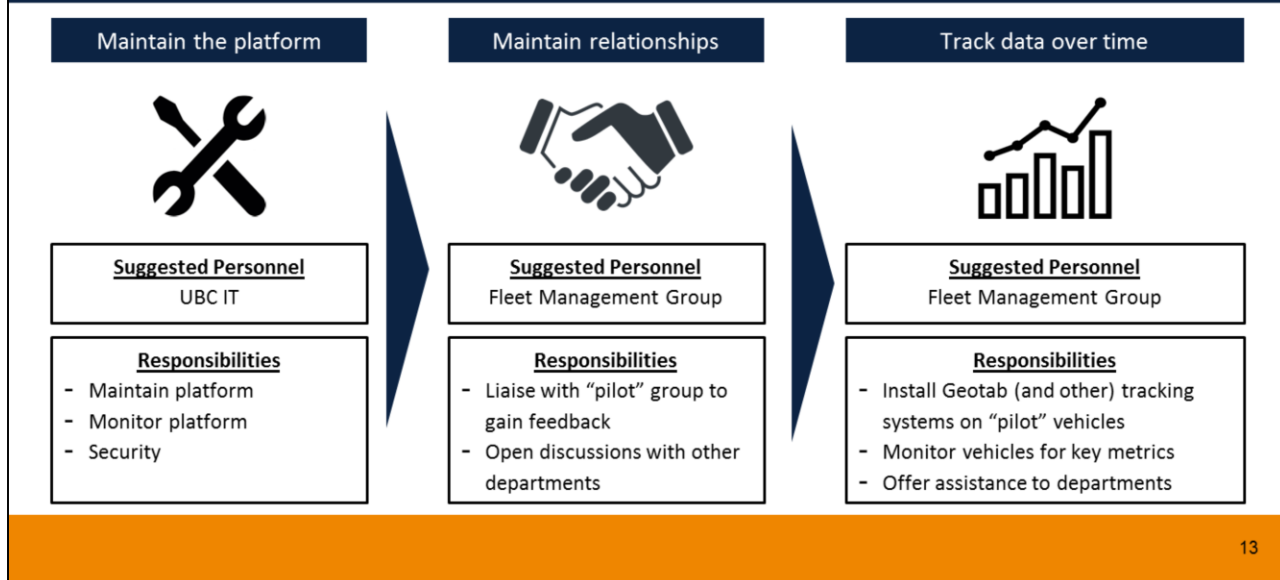 Maintain the platform
Maintain relationships
Track data over time
Suggested Personnel
UBC IT
Suggested Personnel
Fleet Management Group
Suggested Personnel
Fleet Management Group
Responsibilities
- Maintain platform
- Monitor platform
- Security
Responsibilities
- Liaise with “pilot” group to
gain feedback
- Open discussions with other
departments
Responsibilities
- Install Geotab (and other) tracking
systems on “pilot” vehicles
- Monitor vehicles for key metrics
- Offer assistance to departments
13